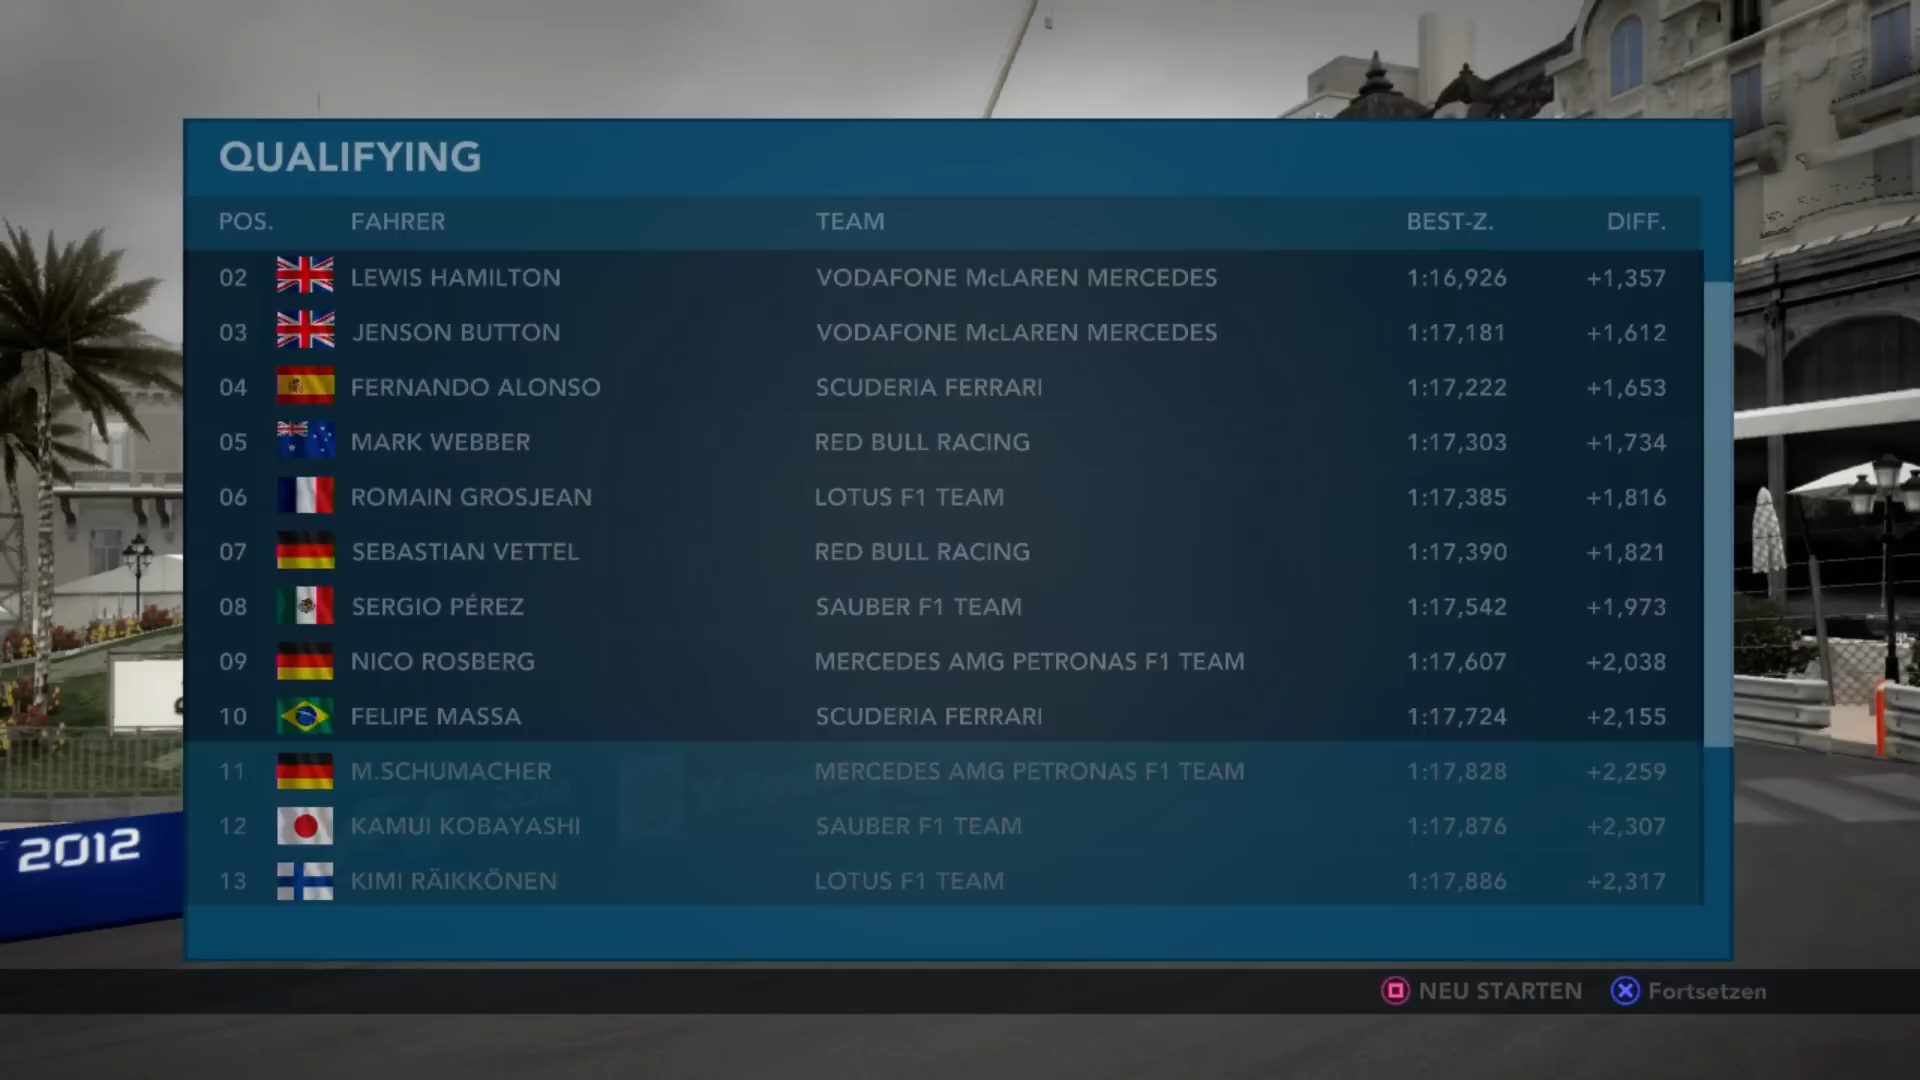 QUALIFYING
POS. FAHRER TEAM BEST-Z. DIFF.
02 LEWIS HAMILTON VODAFONE McLAREN MERCEDES 1:16,926 +1,357
03 JENSON BUTTON VODAFONE McLAREN MERCEDES 1:17,181 +1,612
04 FERNANDO ALONSO SCUDERIA FERRARI 1:17,222 +1,653
05 MARK WEBBER RED BULL RACING 1:17,303 +1,734
06 ROMAIN GROSJEAN LOTUS F1 TEAM 1:17,385 +1,816
07 SEBASTIAN VETTEL RED BULL RACING 1:17,390 +1,821
08 SERGIO PÉREZ SAUBER F1 TEAM 1:17,542 +1,973
09 NICO ROSBERG MERCEDES AMG PETRONAS F1 TEAM 1:17,607 +2,038
10 FELIPE MASSA SCUDERIA FERRARI 1:17,724 +2,155
11 M.SCHUMACHER MERCEDES AMG PETRONAS F1 TEAM 1:17,828 +2,259
12 KAMUI KOBAYASHI SAUBER F1 TEAM 1:17,876 +2,307
13 KIMI RÄIKKÖNEN LOTUS F1 TEAM 1:17,886 +2,317
2012
NEU STARTEN Fortsetzen